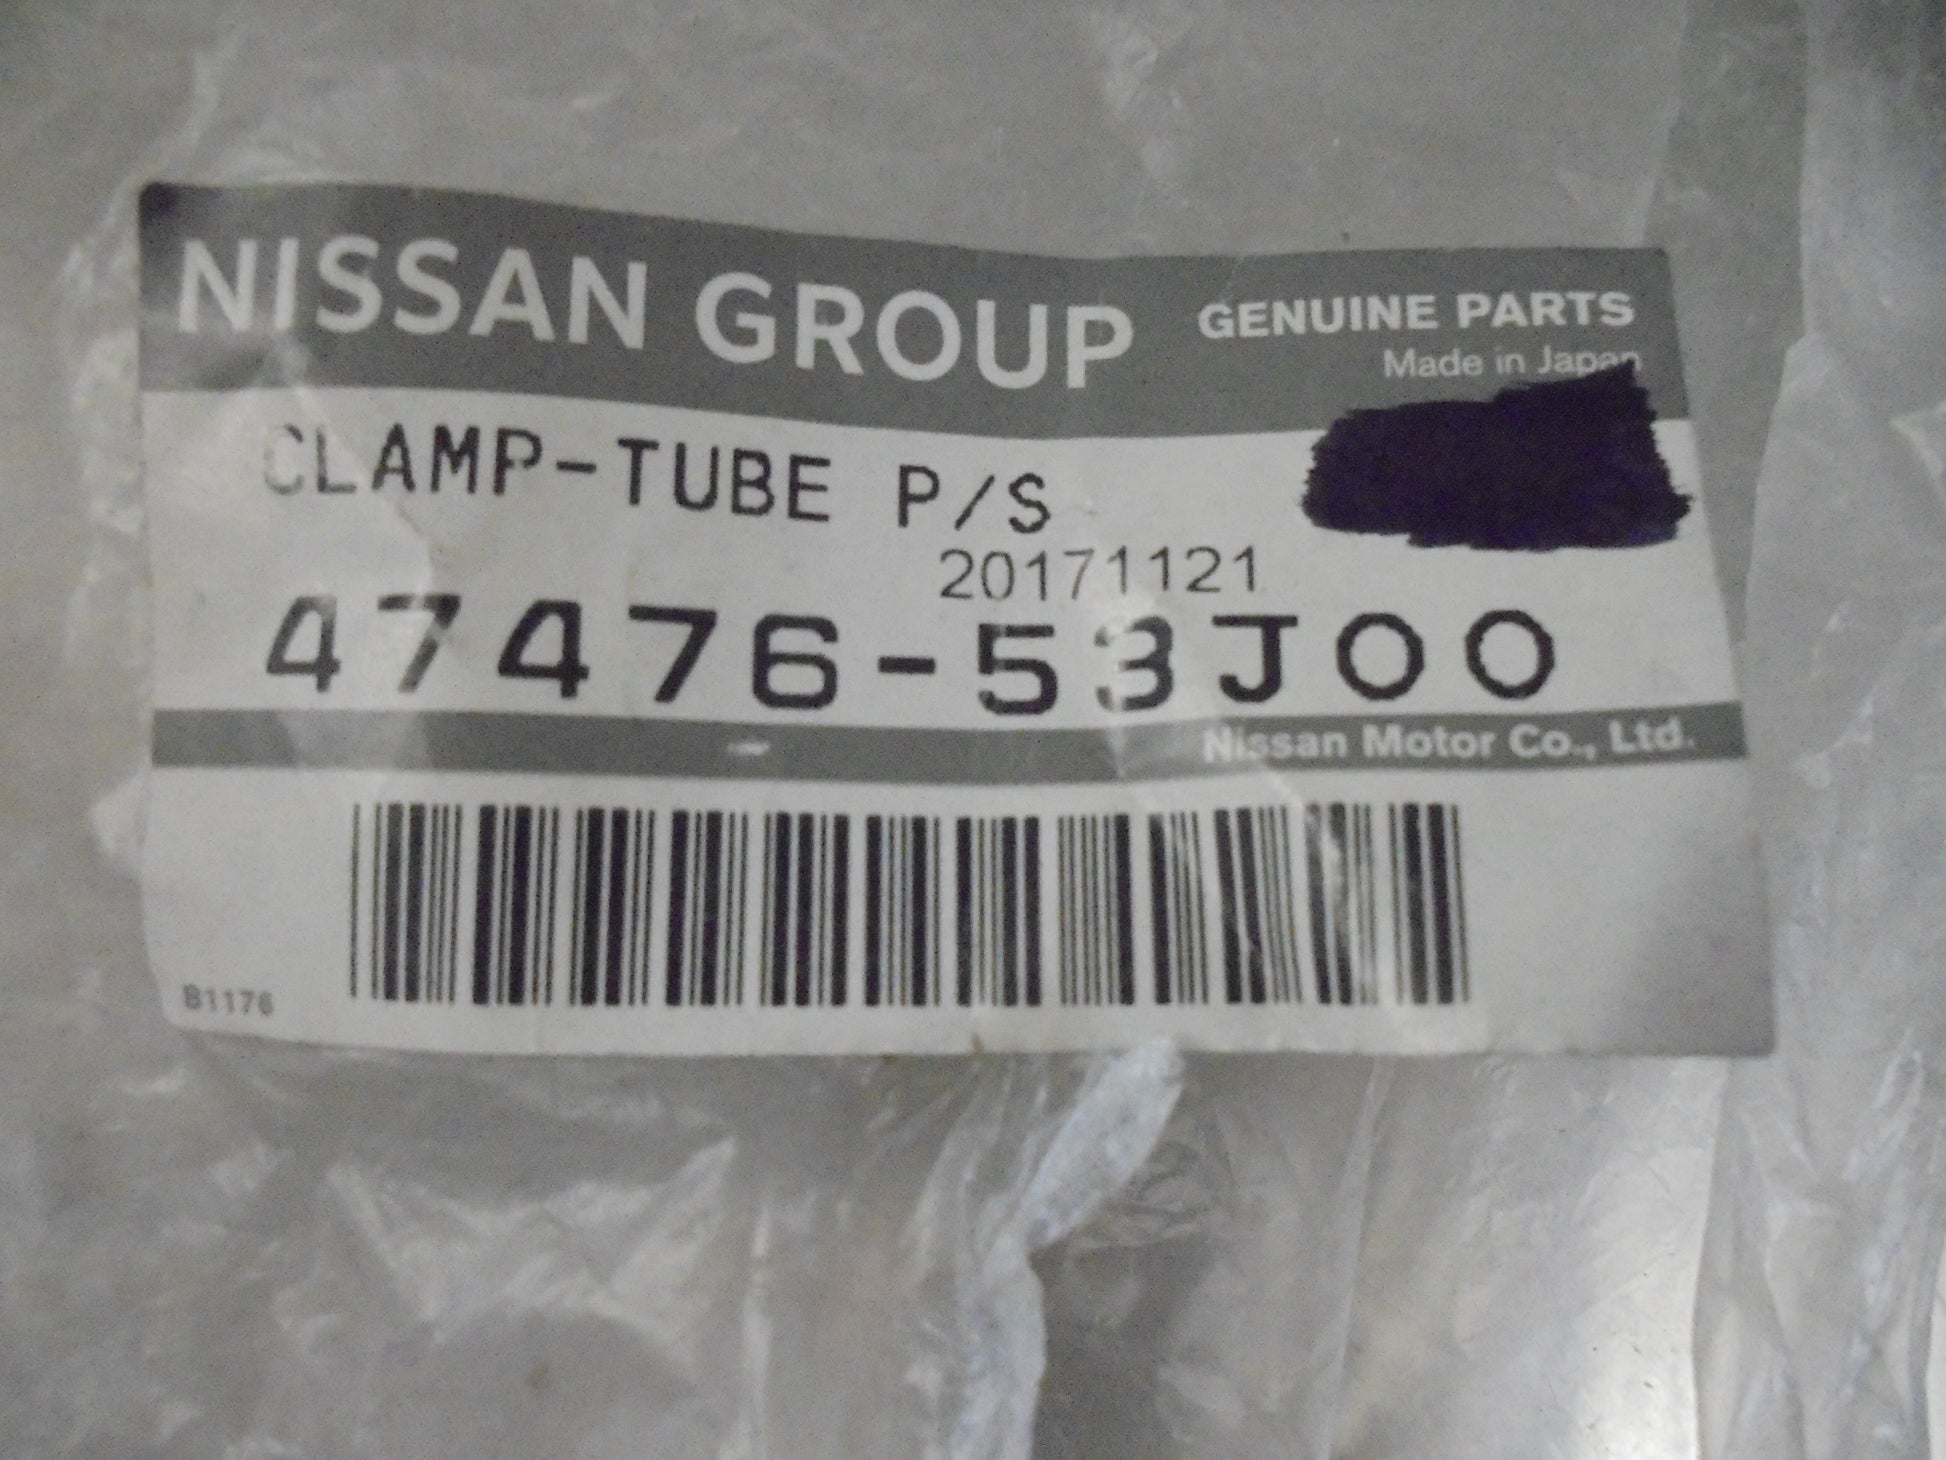 NISSAN GROUP
GENUINE PARTS
Made in Japan
CLAMP-TUBE P/S
20171121
47476-53J00
Nissan Motor Co., Ltd.
B1176